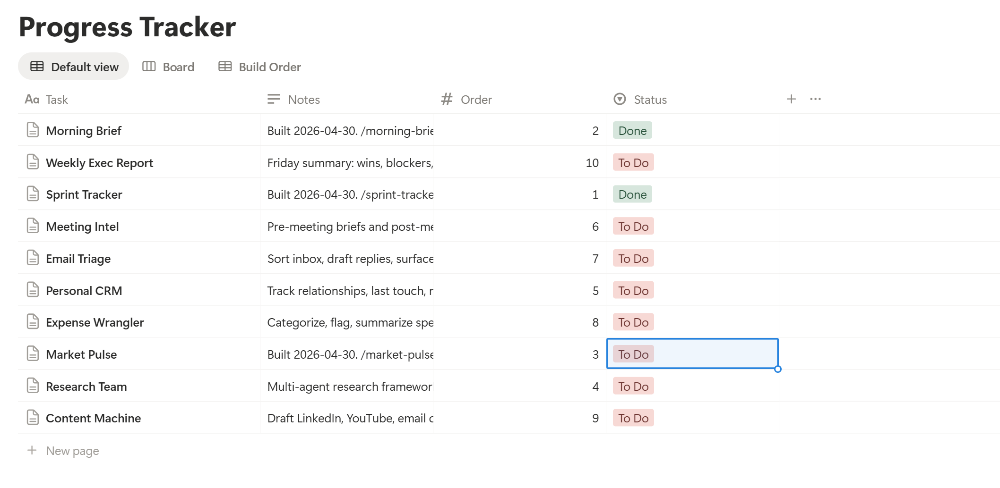 Progress Tracker
Default view Board Build Order
Aa Task Notes # Order Status + ...
Morning Brief Built 2026-04-30. /morning-brie 2 Done
Weekly Exec Report Friday summary: wins, blockers, 10 To Do
Sprint Tracker Built 2026-04-30. /sprint-tracke 1 Done
Meeting Intel Pre-meeting briefs and post-me 6 To Do
Email Triage Sort inbox, draft replies, surface 7 To Do
Personal CRM Track relationships, last touch, 5 To Do
Expense Wrangler Categorize, flag, summarize spe 8 To Do
Market Pulse Built 2026-04-30. /market-pulse 3 To Do
Research Team Multi-agent research framewor 4 To Do
Content Machine Draft LinkedIn, YouTube, email 9 To Do
+ New page